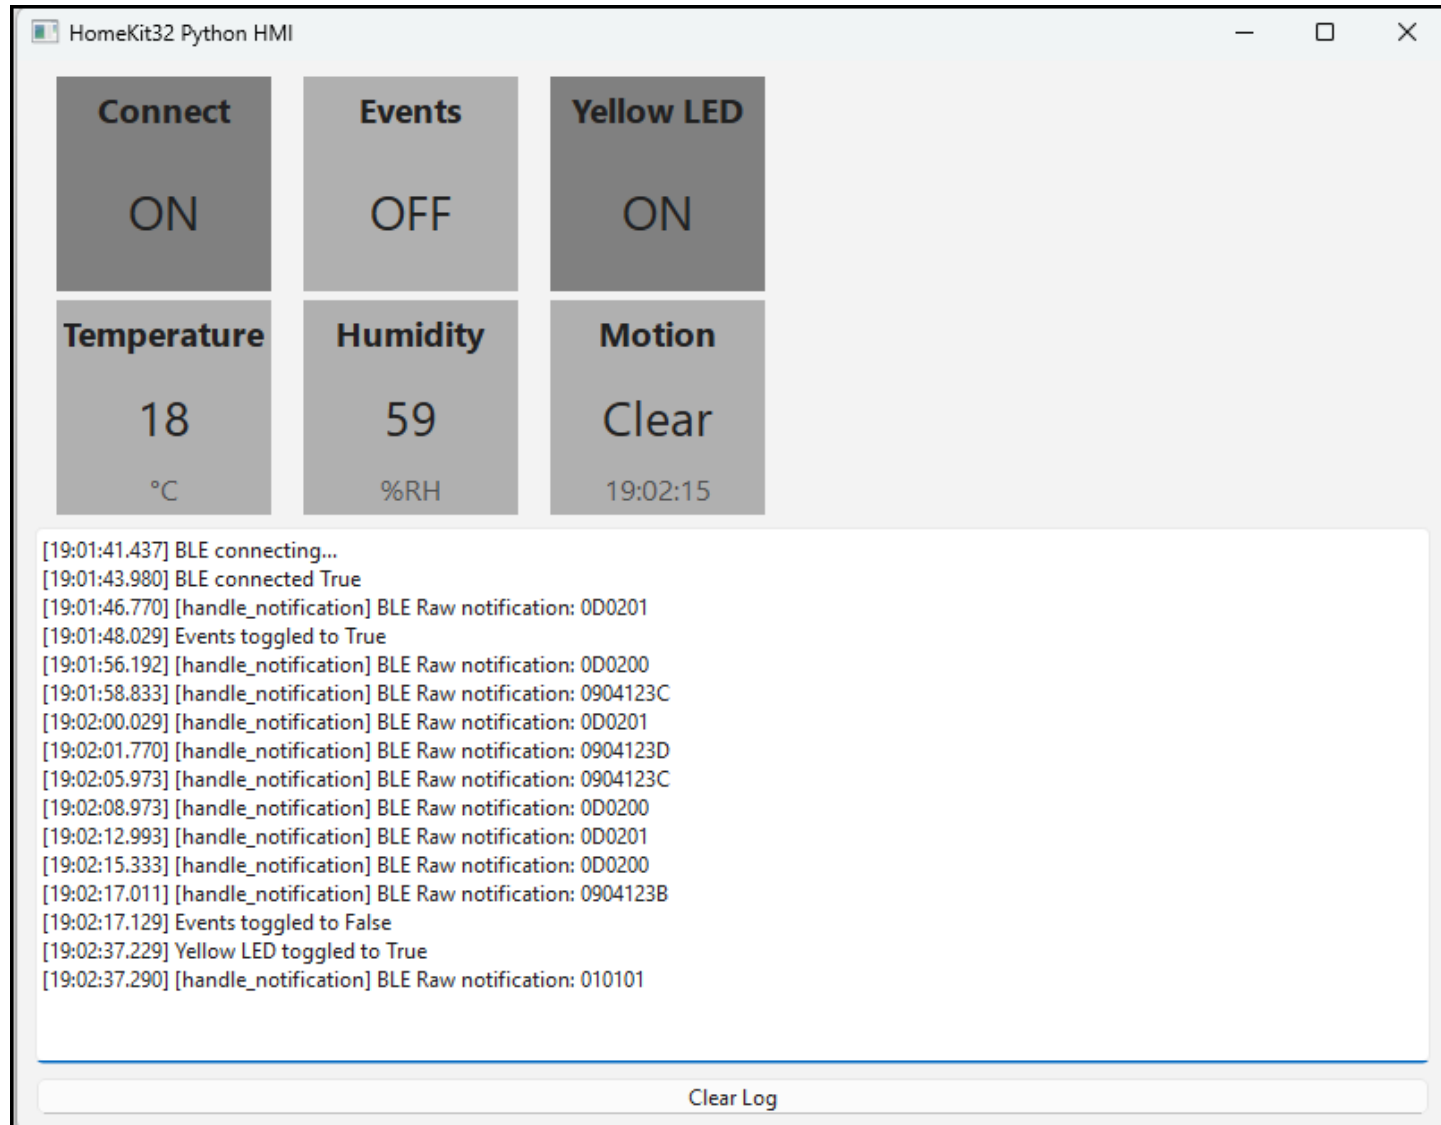 HomeKit32 Python HMI
Connect Events Yellow LED
ON OFF ON
Temperature Humidity Motion
18 59 Clear
°C %RH 19:02:15
[19:01:41.437] BLE connecting...
[19:01:43.980] BLE connected True
[19:01:46.770] [handle_notification] BLE Raw notification: 0D0201
[19:01:48.029] Events toggled to True
[19:01:56.192] [handle_notification] BLE Raw notification: 0D0200
[19:01:58.833] [handle_notification] BLE Raw notification: 0904123C
[19:02:00.029] [handle_notification] BLE Raw notification: 0D0201
[19:02:01.770] [handle_notification] BLE Raw notification: 0904123D
[19:02:05.973] [handle_notification] BLE Raw notification: 0904123C
[19:02:08.973] [handle_notification] BLE Raw notification: 0D0200
[19:02:12.993] [handle_notification] BLE Raw notification: 0D0201
[19:02:15.333] [handle_notification] BLE Raw notification: 0D0200
[19:02:17.011] [handle_notification] BLE Raw notification: 0904123B
[19:02:17.129] Events toggled to False
[19:02:37.229] Yellow LED toggled to True
[19:02:37.290] [handle_notification] BLE Raw notification: 010101
Clear Log